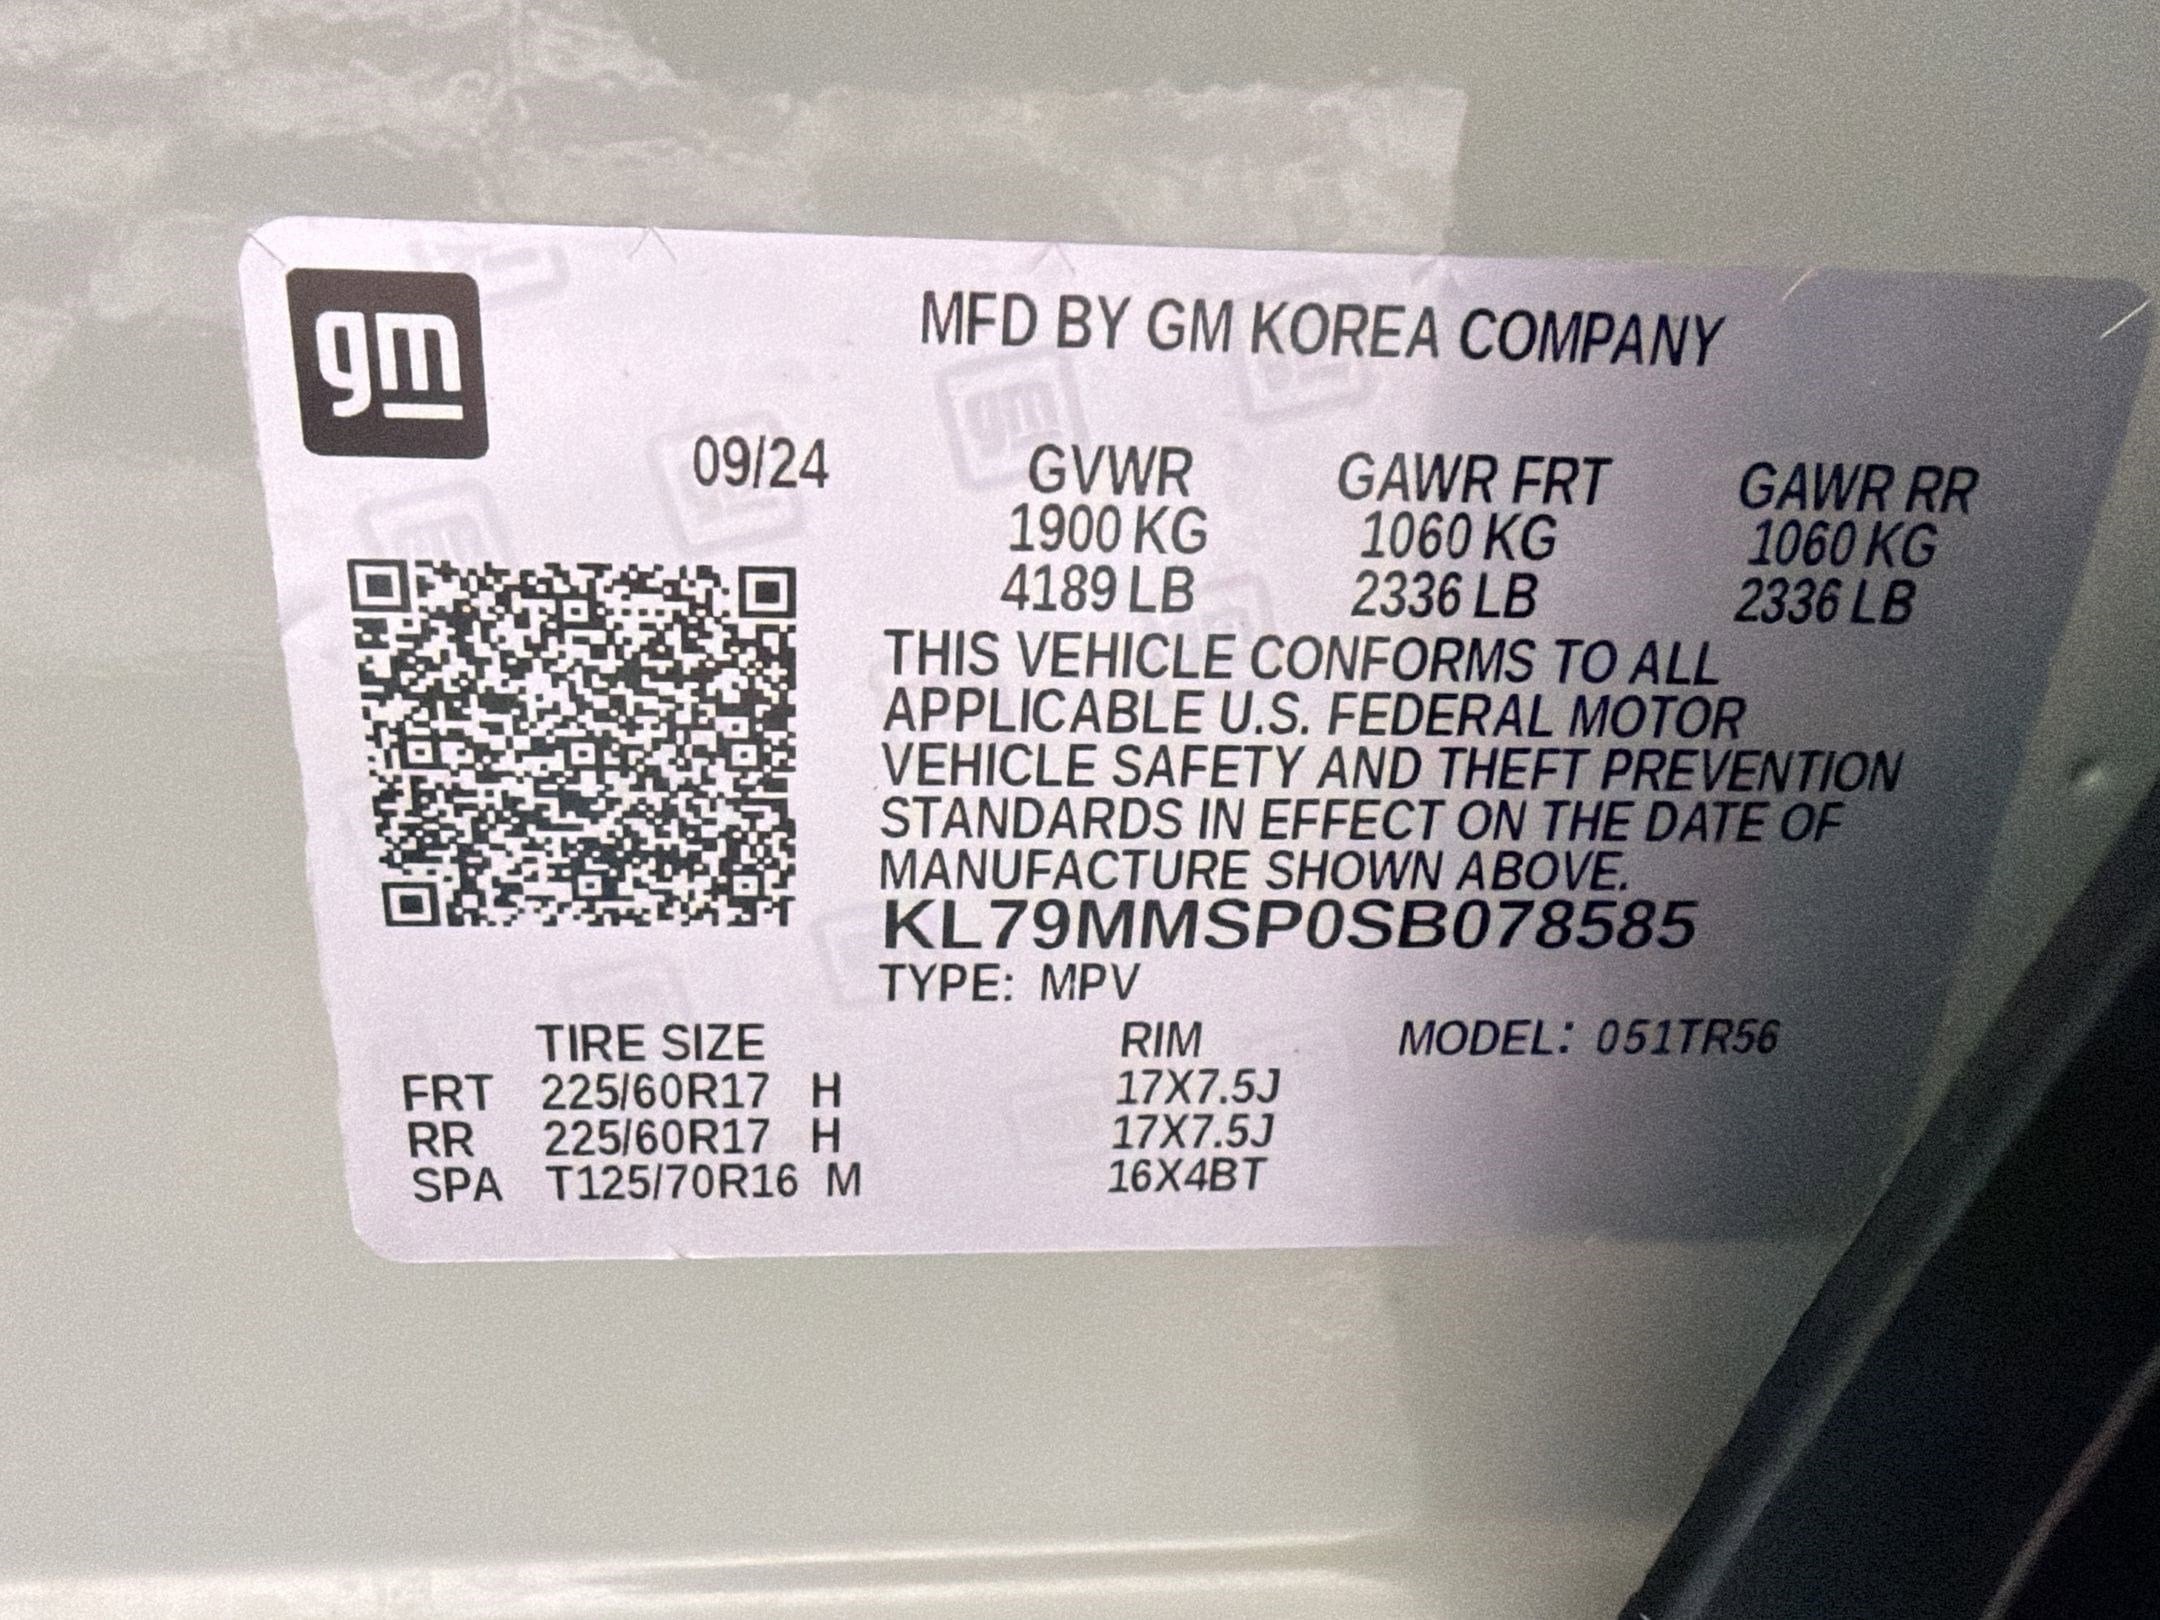 gm
MFD BY GM KOREA COMPANY
09/24 GVWR GAWR FRT GAWR RR
1900 KG 1060 KG 1060 KG
4189 LB 2336 LB 2336 LB
THIS VEHICLE CONFORMS TO ALL
APPLICABLE U.S. FEDERAL MOTOR
VEHICLE SAFETY AND THEFT PREVENTION
STANDARDS IN EFFECT ON THE DATE OF
MANUFACTURE SHOWN ABOVE.
KL79MMSP0SB078585
TYPE: MPV
TIRE SIZE RIM MODEL: 051TR56
FRT 225/60R17 H 17X7.5J
RR 225/60R17 H 17X7.5J
SPA T125/70R16 M 16X4BT